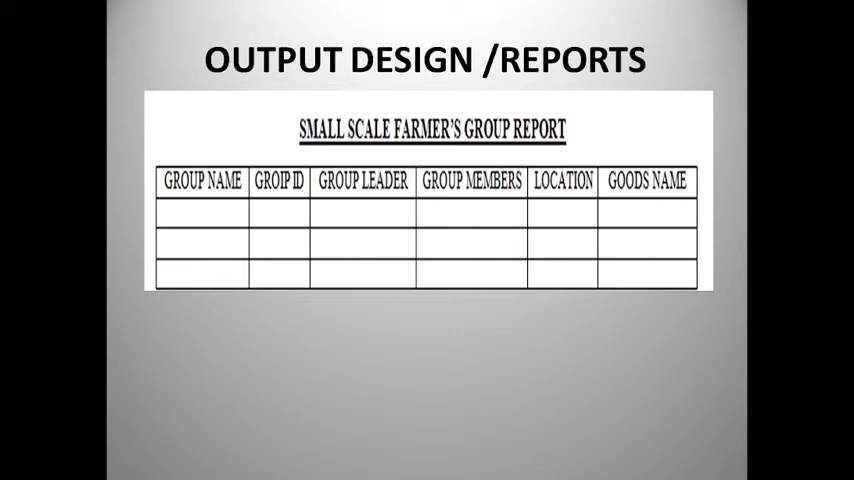 OUTPUT DESIGN /REPORTS
SMALL SCALE FARMER'S GROUP REPORT
GROUP NAME GROIP ID GROUP LEADER GROUP MEMBERS LOCATION GOODS NAME